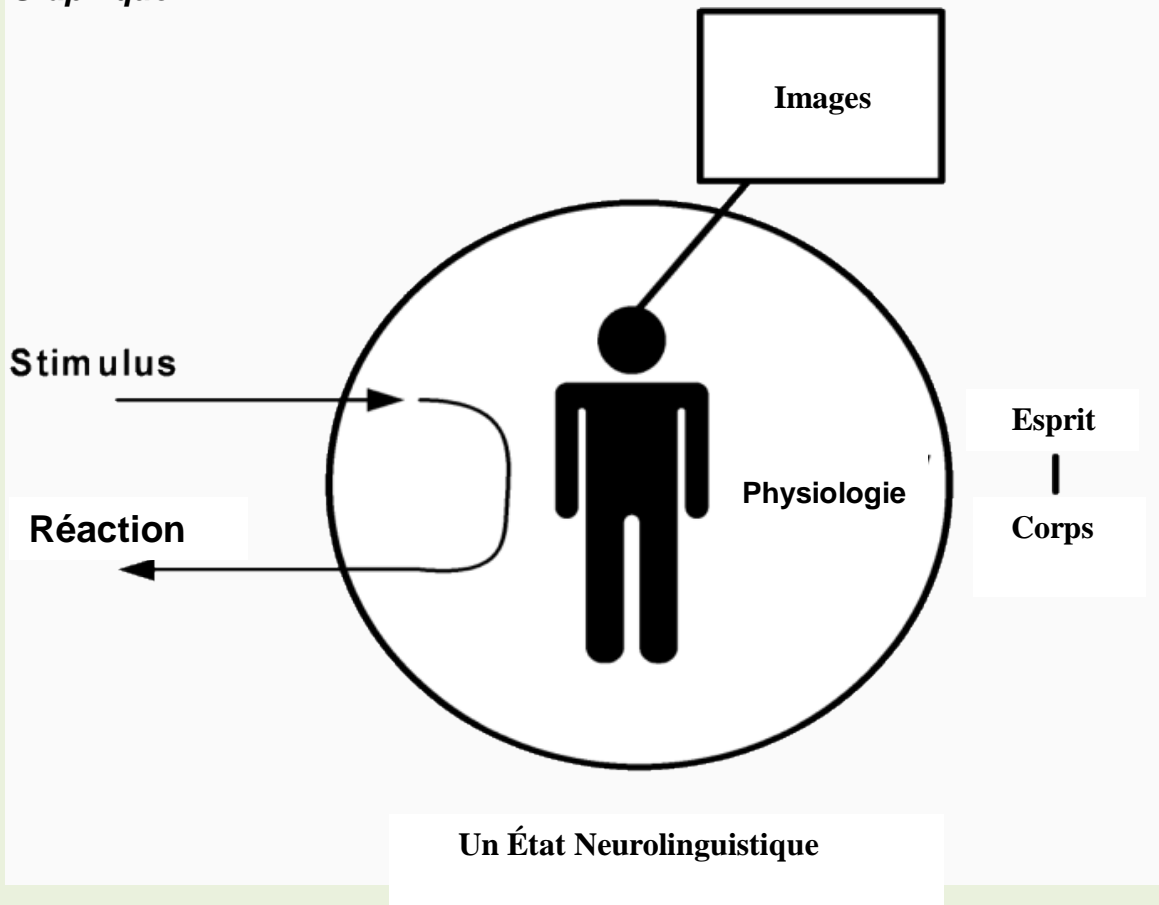 Images
Stimulus
Esprit
Physiologie
Réaction
Corps
Un État Neurolinguistique